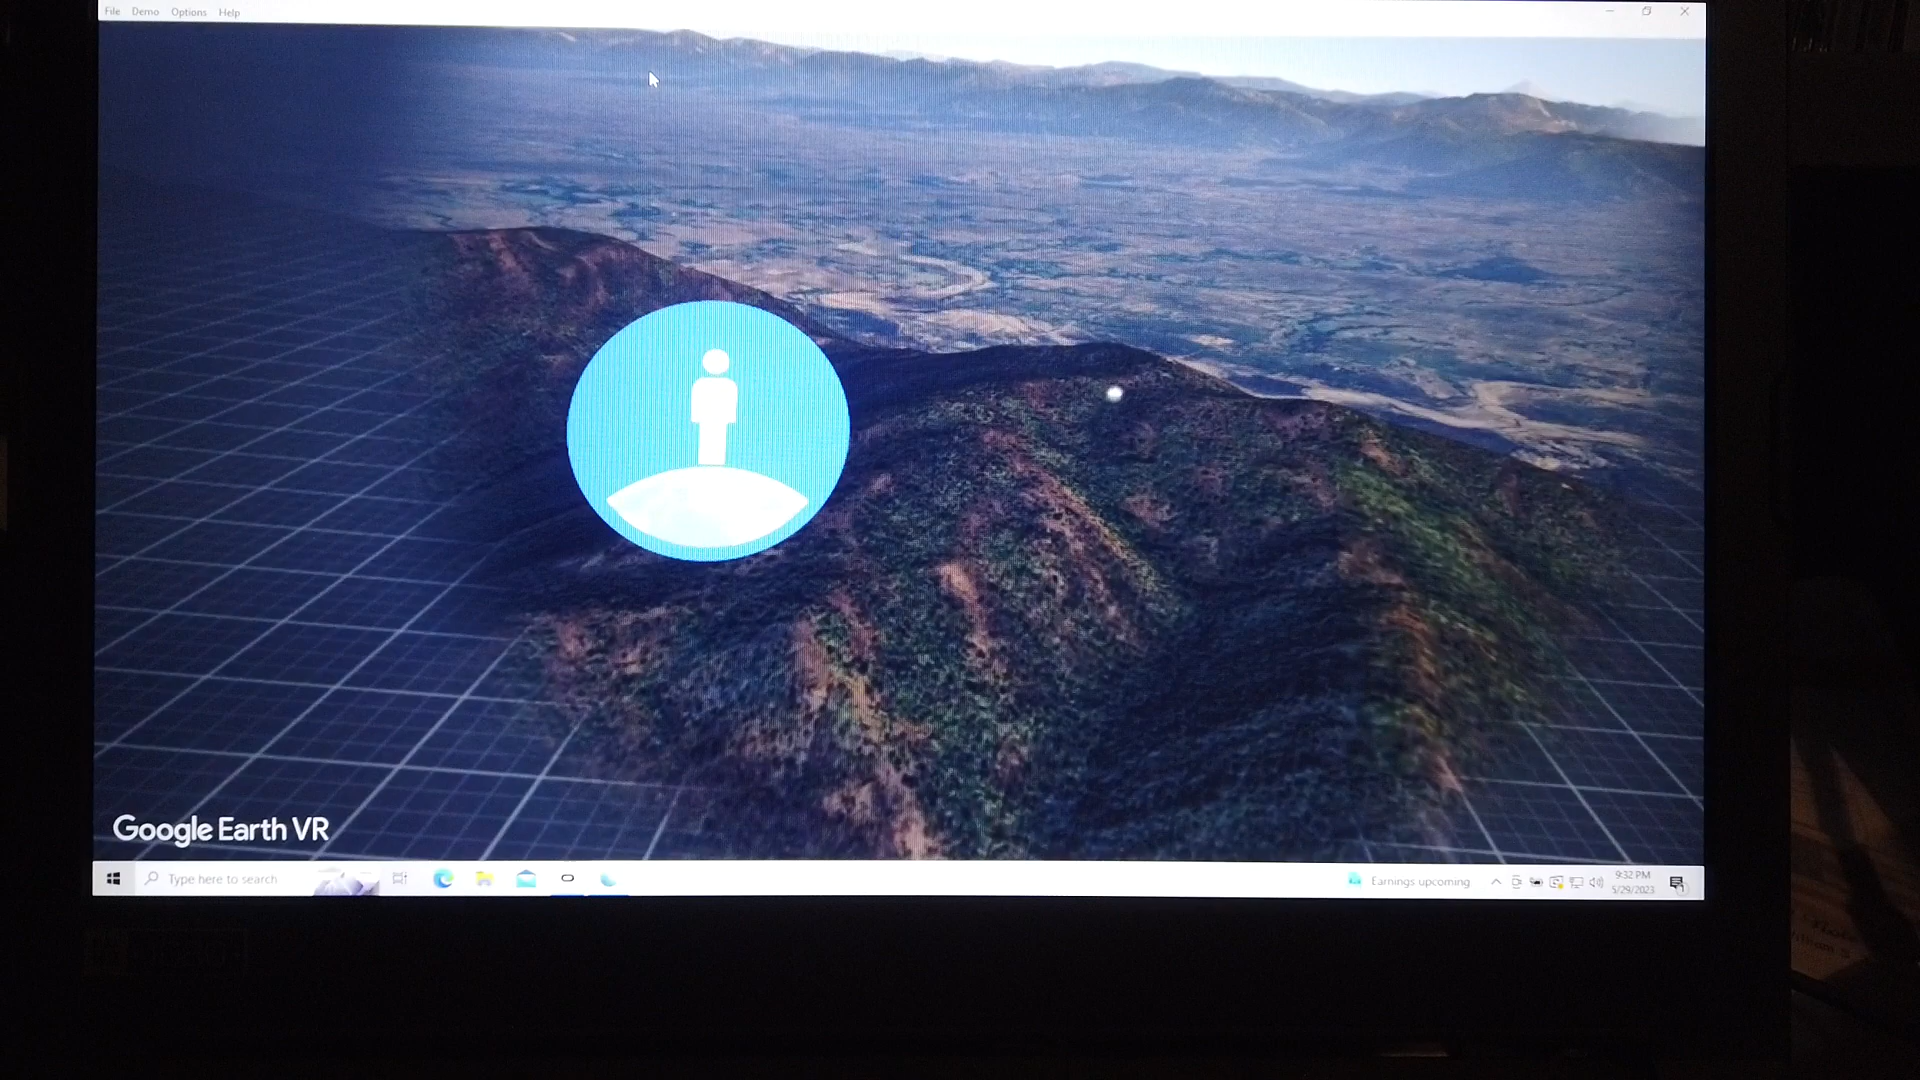 File Demo Options Help
Google Earth VR
Type here to search
Earnings upcoming
9:32 PM
5/29/2023